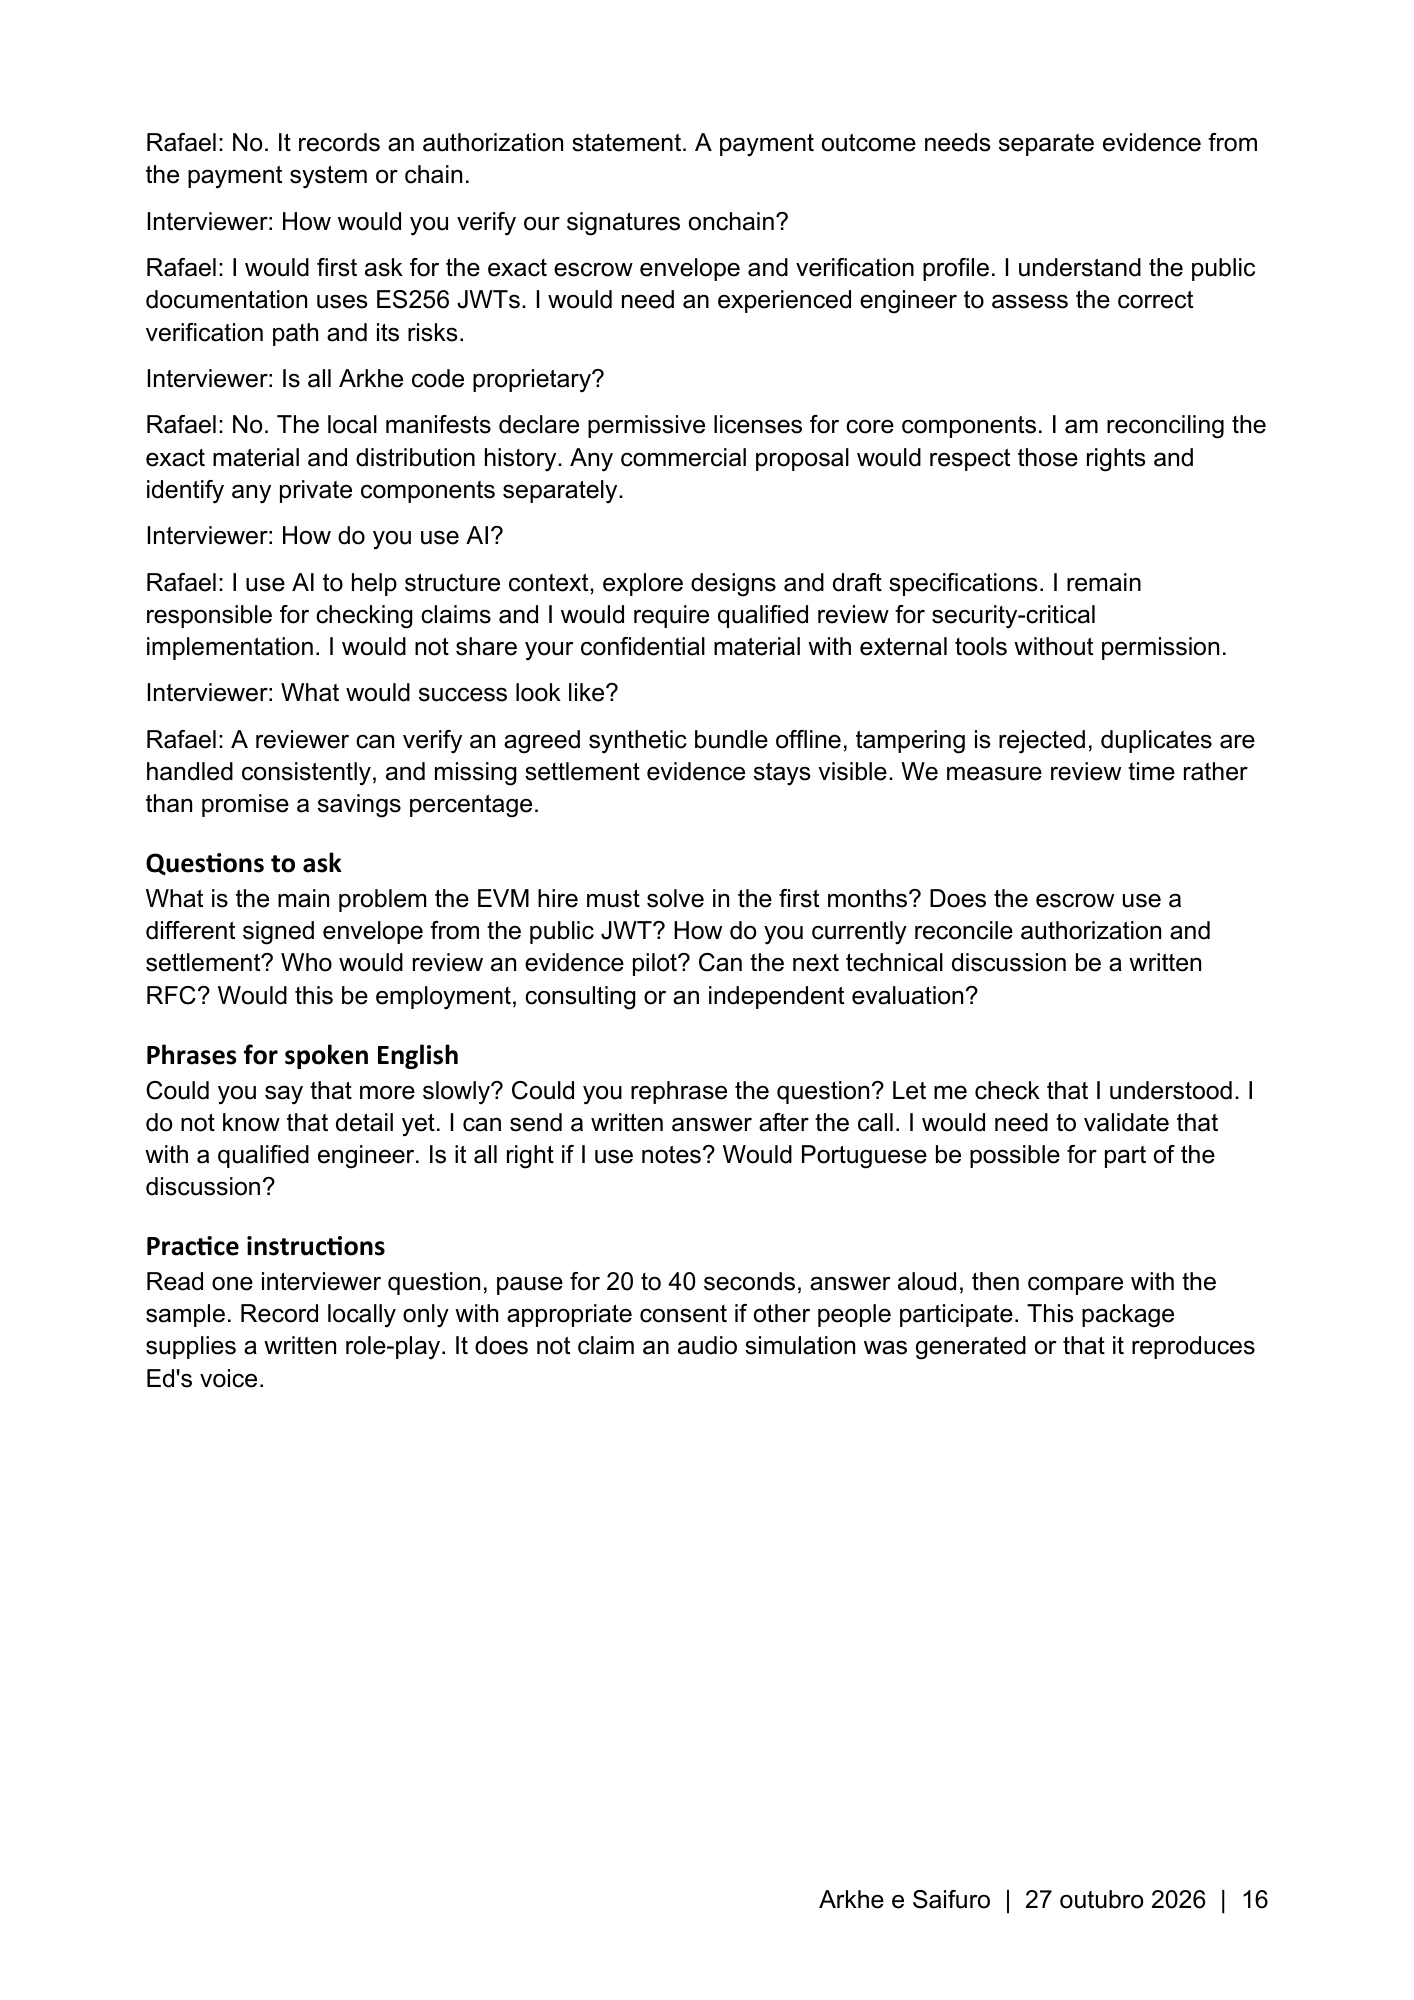 Rafael: No. It records an authorization statement. A payment outcome needs separate evidence from
the payment system or chain.
Interviewer: How would you verify our signatures onchain?
Rafael: I would first ask for the exact escrow envelope and verification profile. I understand the public
documentation uses ES256 JWTs. I would need an experienced engineer to assess the correct
verification path and its risks.
Interviewer: Is all Arkhe code proprietary?
Rafael: No. The local manifests declare permissive licenses for core components. I am reconciling the
exact material and distribution history. Any commercial proposal would respect those rights and
identify any private components separately.
Interviewer: How do you use AI?
Rafael: I use AI to help structure context, explore designs and draft specifications. I remain
responsible for checking claims and I would require qualified review for security-critical
implementation. I would not share your confidential material with external tools without permission.
Interviewer: What would success look like?
Rafael: A reviewer can verify an agreed synthetic bundle offline, tampering is rejected, duplicates are
handled consistently, and missing settlement evidence stays visible. We measure review time rather
than promise a savings percentage.
Questions to ask
What is the main problem the EVM hire must solve in the first months? Does the escrow use a
different signed envelope from the public JWT? How do you currently reconcile authorization and
settlement? Who would review an evidence pilot? Can the next technical discussion be a written
RFC? Would this be employment, consulting or an independent evaluation?
Phrases for spoken English
Could you say that more slowly? Could you rephrase the question? Let me check that I understood. I
do not know that detail yet. I can send a written answer after the call. I would need to validate that
with a qualified engineer. Is it all right if I use notes? Would Portuguese be possible for part of the
discussion?
Practice instructions
Read one interviewer question, pause for 20 to 40 seconds, answer aloud, then compare with the
sample. Record locally only with appropriate consent if other people participate. This package
supplies a written role-play. It does not claim an audio simulation was generated or that it reproduces
Ed's voice.
Arkhe e Saifuro | 27 outubro 2026 | 16